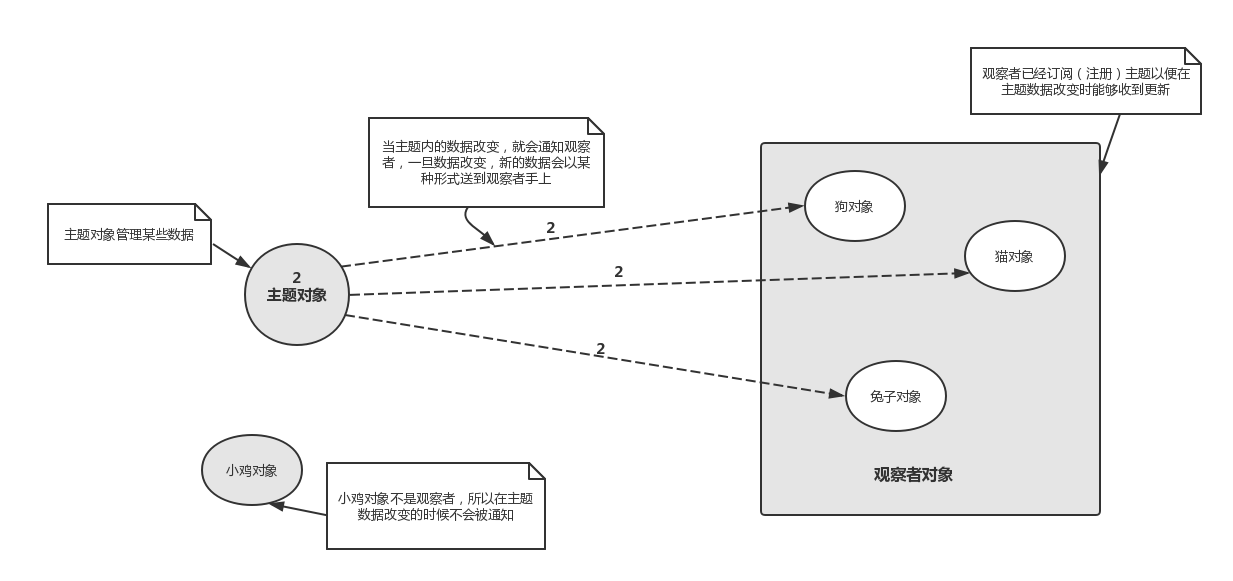 观察者已经订阅（注册）主题以便在
主题数据改变时能够收到更新
当主题内的数据改变，就会通知观察
者，一旦数据改变，新的数据会以某
种形式送到观察者手上
主题对象管理某些数据
2
主题对象
2
2
2
狗对象
猫对象
兔子对象
观察者对象
小鸡对象
小鸡对象不是观察者，所以在主题
数据改变的时候不会被通知